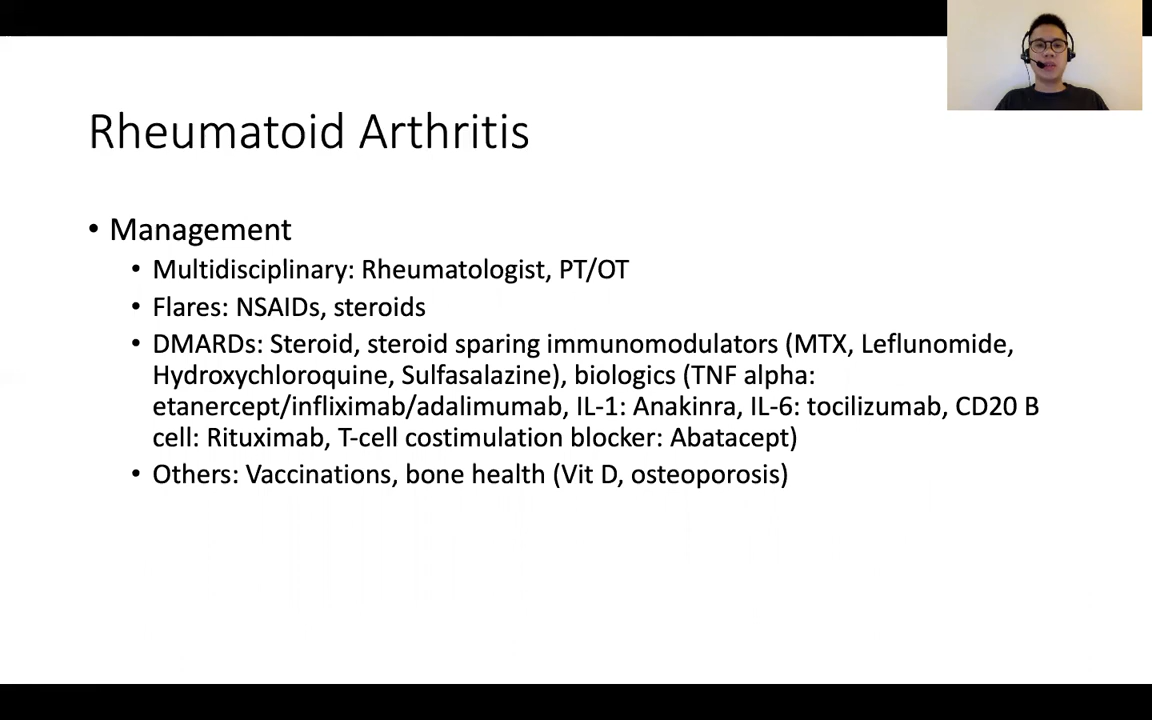 Rheumatoid Arthritis
• Management
• Multidisciplinary: Rheumatologist, PT/OT
• Flares: NSAIDs, steroids
• DMARDs: Steroid, steroid sparing immunomodulators (MTX, Leflunomide,
Hydroxychloroquine, Sulfasalazine), biologics (TNF alpha:
etanercept/infliximab/adalimumab, IL-1: Anakinra, IL-6: tocilizumab, CD20 B
cell: Rituximab, T-cell costimulation blocker: Abatacept)
• Others: Vaccinations, bone health (Vit D, osteoporosis)